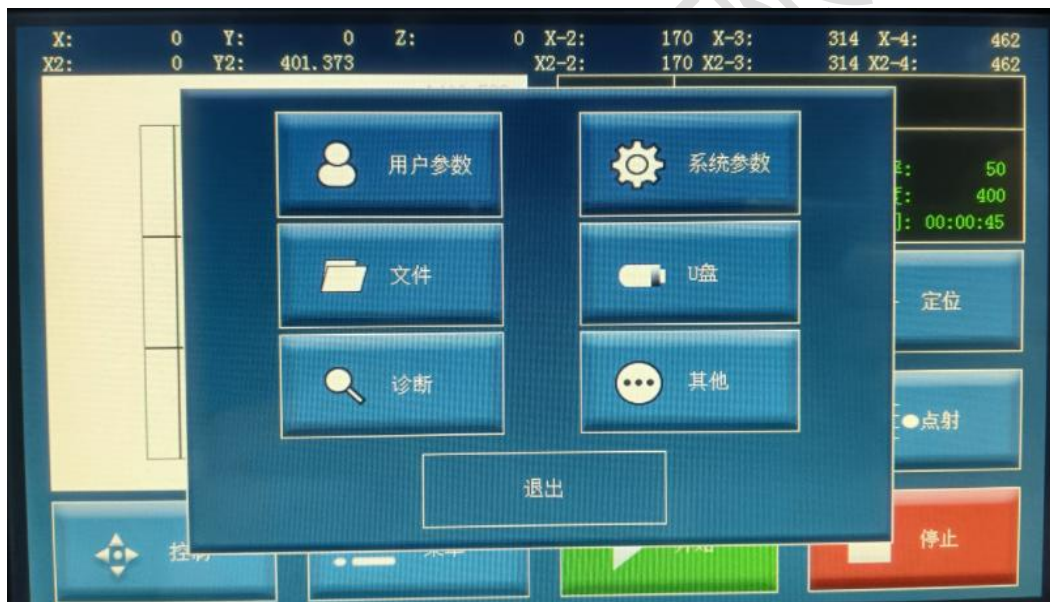 X: 0 Y: 0 Z: 0 X-2: 170 X-3: 314 X-4: 462
X2: 0 Y2: 401.373 X2-2: 170 X2-3: 314 X2-4: 462
用户参数 系统参数
: 50
: 400
: 00:00:45
文件 U盘
定位
诊断 其他
点射
退出
停止